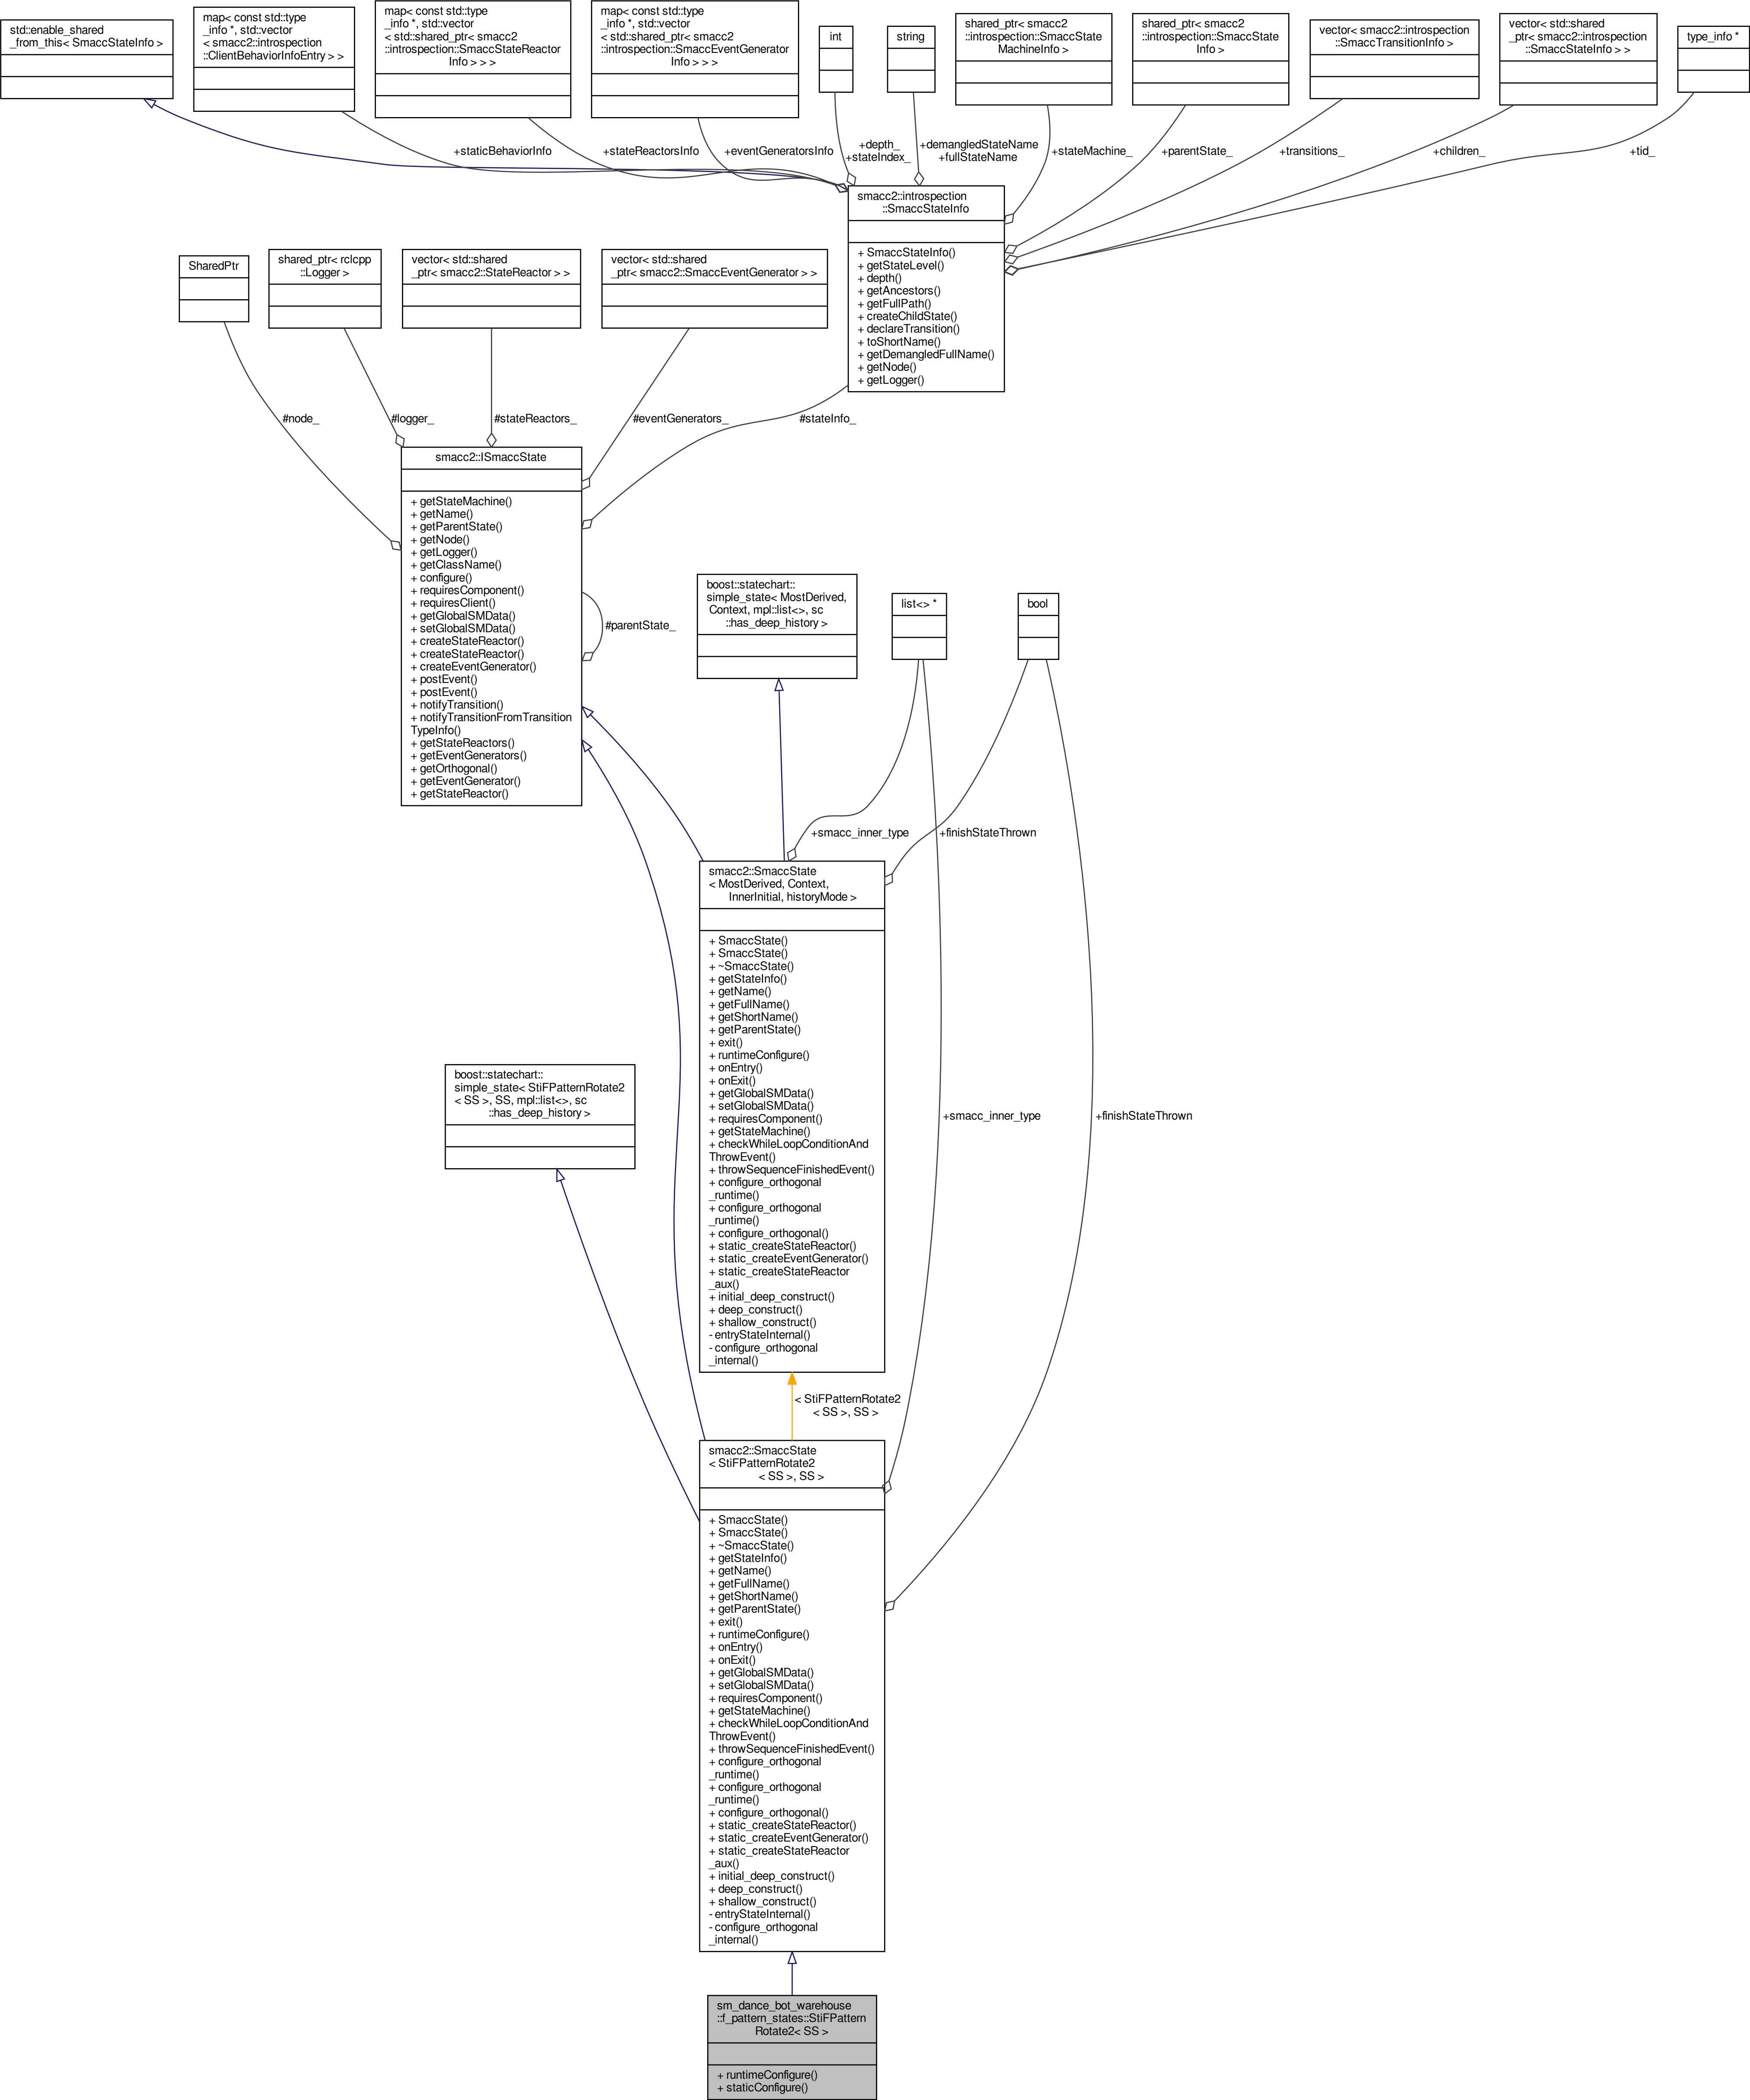 std::enable_shared
_from_this< SmaccStateInfo >
map< const std::type
_info *, std::vector
< smacc2::introspection
::ClientBehaviorInfoEntry > >
map< const std::type
_info *, std::vector
< std::shared_ptr< smacc2
::introspection::SmaccStateReactor
Info > > >
map< const std::type
_info *, std::vector
< std::shared_ptr< smacc2
::introspection::SmaccEventGenerator
Info > > >
int
string
shared_ptr< smacc2
::introspection::SmaccState
MachineInfo >
shared_ptr< smacc2
::introspection::SmaccState
Info >
vector< smacc2::introspection
::SmaccTransitionInfo >
vector< std::shared
_ptr< smacc2::introspection
::SmaccStateInfo > >
type_info *
+staticBehaviorInfo
+stateReactorsInfo
+eventGeneratorsInfo
+depth_
+stateIndex_
+demangledStateName
+fullStateName
+stateMachine_
+parentState_
+transitions_
+children_
+tid_
smacc2::introspection
::SmaccStateInfo
+ SmaccStateInfo()
+ getStateLevel()
+ depth()
+ getAncestors()
+ getFullPath()
+ createChildState()
+ declareTransition()
+ toShortName()
+ getDemangledFullName()
+ getNode()
+ getLogger()
SharedPtr
shared_ptr< rclcpp
::Logger >
vector< std::shared
_ptr< smacc2::StateReactor > >
vector< std::shared
_ptr< smacc2::SmaccEventGenerator > >
#node_
#logger_
#stateReactors_
#eventGenerators_
#stateInfo_
smacc2::ISmaccState
+ getStateMachine()
+ getName()
+ getParentState()
+ getNode()
+ getLogger()
+ getClassName()
+ configure()
+ requiresComponent()
+ requiresClient()
+ getGlobalSMData()
+ setGlobalSMData()
+ createStateReactor()
+ createStateReactor()
+ createEventGenerator()
+ postEvent()
+ postEvent()
+ notifyTransition()
+ notifyTransitionFromTransition
TypeInfo()
+ getStateReactors()
+ getEventGenerators()
+ getOrthogonal()
+ getEventGenerator()
+ getStateReactor()
#parentState_
boost::statechart::
simple_state< MostDerived,
Context, mpl::list<>, sc
::has_deep_history >
list<> *
bool
+smacc_inner_type
+finishStateThrown
smacc2::SmaccState
< MostDerived, Context,
InnerInitial, historyMode >
+ SmaccState()
+ SmaccState()
+ ~SmaccState()
+ getStateInfo()
+ getName()
+ getFullName()
+ getShortName()
+ getParentState()
+ exit()
+ runtimeConfigure()
+ onEntry()
+ onExit()
+ getGlobalSMData()
+ setGlobalSMData()
+ requiresComponent()
+ getStateMachine()
+ checkWhileLoopConditionAnd
ThrowEvent()
+ throwSequenceFinishedEvent()
+ configure_orthogonal
_runtime()
+ configure_orthogonal
_runtime()
+ configure_orthogonal()
+ static_createStateReactor()
+ static_createEventGenerator()
+ static_createStateReactor
_aux()
+ initial_deep_construct()
+ deep_construct()
+ shallow_construct()
- entryStateInternal()
- configure_orthogonal
_internal()
boost::statechart::
simple_state< StiFPatternRotate2
< SS >, SS, mpl::list<>, sc
::has_deep_history >
+smacc_inner_type
+finishStateThrown
< StiFPatternRotate2
< SS >, SS >
smacc2::SmaccState
< StiFPatternRotate2
< SS >, SS >
+ SmaccState()
+ SmaccState()
+ ~SmaccState()
+ getStateInfo()
+ getName()
+ getFullName()
+ getShortName()
+ getParentState()
+ exit()
+ runtimeConfigure()
+ onEntry()
+ onExit()
+ getGlobalSMData()
+ setGlobalSMData()
+ requiresComponent()
+ getStateMachine()
+ checkWhileLoopConditionAnd
ThrowEvent()
+ throwSequenceFinishedEvent()
+ configure_orthogonal
_runtime()
+ configure_orthogonal
_runtime()
+ configure_orthogonal()
+ static_createStateReactor()
+ static_createEventGenerator()
+ static_createStateReactor
_aux()
+ initial_deep_construct()
+ deep_construct()
+ shallow_construct()
- entryStateInternal()
- configure_orthogonal
_internal()
sm_dance_bot_warehouse
::f_pattern_states::StiFPattern
Rotate2< SS >
+ runtimeConfigure()
+ staticConfigure()